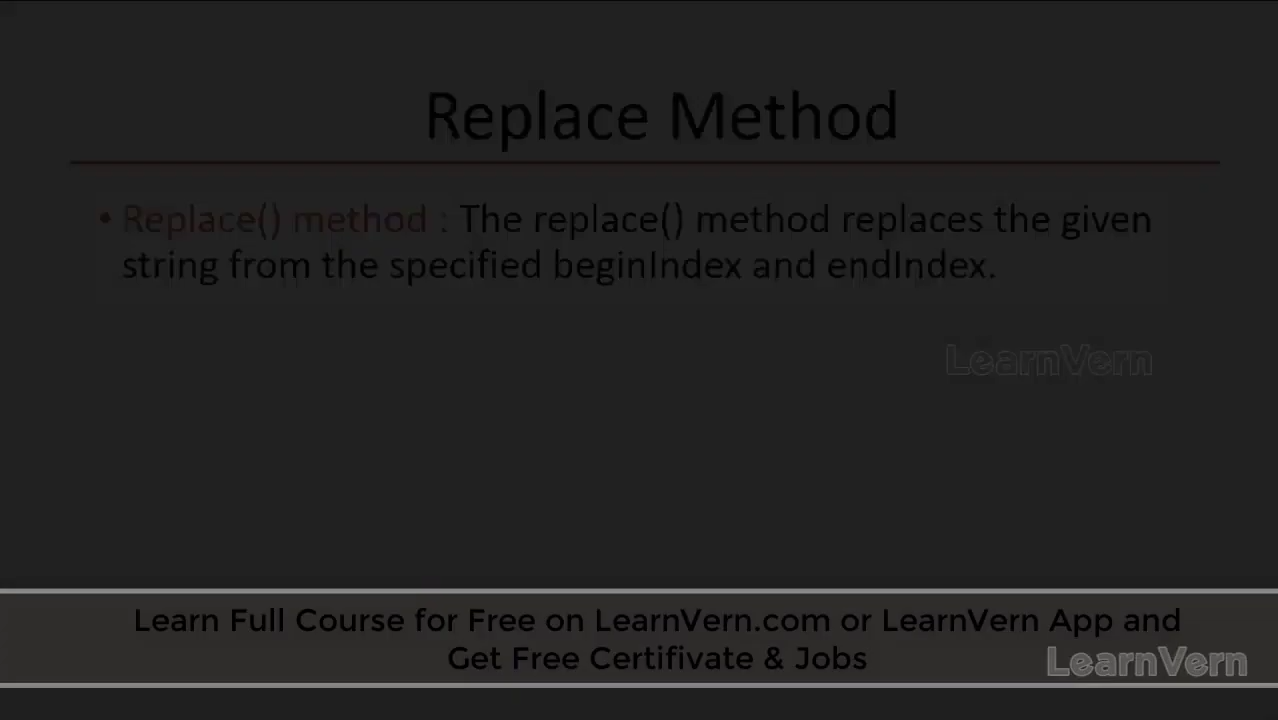 Replace Method
• Replace() method : The replace() method replaces the given
string from the specified beginIndex and endIndex.
LearnVern
Learn Full Course for Free on LearnVern.com or LearnVern App and
Get Free Certifivate & Jobs
LearnVern